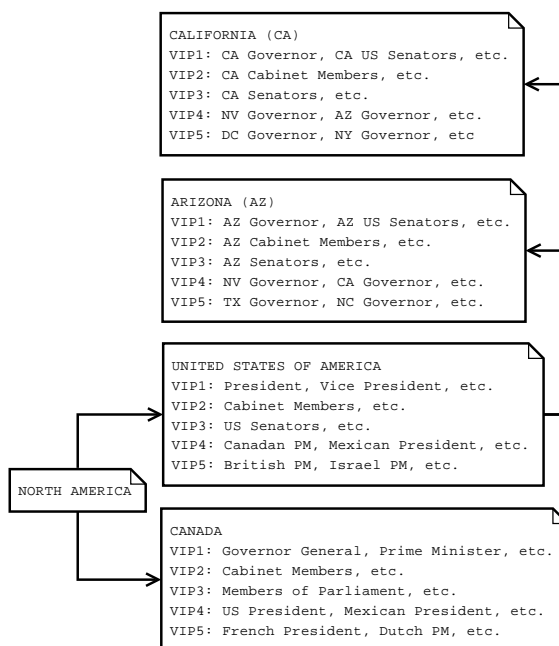 CALIFORNIA (CA)
VIP1: CA Governor, CA US Senators, etc.
VIP2: CA Cabinet Members, etc.
VIP3: CA Senators, etc.
VIP4: NV Governor, AZ Governor, etc.
VIP5: DC Governor, NY Governor, etc
ARIZONA (AZ)
VIP1: AZ Governor, AZ US Senators, etc.
VIP2: AZ Cabinet Members, etc.
VIP3: AZ Senators, etc.
VIP4: NV Governor, CA Governor, etc.
VIP5: TX Governor, NC Governor, etc.
UNITED STATES OF AMERICA
VIP1: President, Vice President, etc.
VIP2: Cabinet Members, etc.
VIP3: US Senators, etc.
VIP4: Canadan PM, Mexican President, etc.
VIP5: British PM, Israel PM, etc.
NORTH AMERICA
CANADA
VIP1: Governor General, Prime Minister, etc.
VIP2: Cabinet Members, etc.
VIP3: Members of Parliament, etc.
VIP4: US President, Mexican President, etc.
VIP5: French President, Dutch PM, etc.